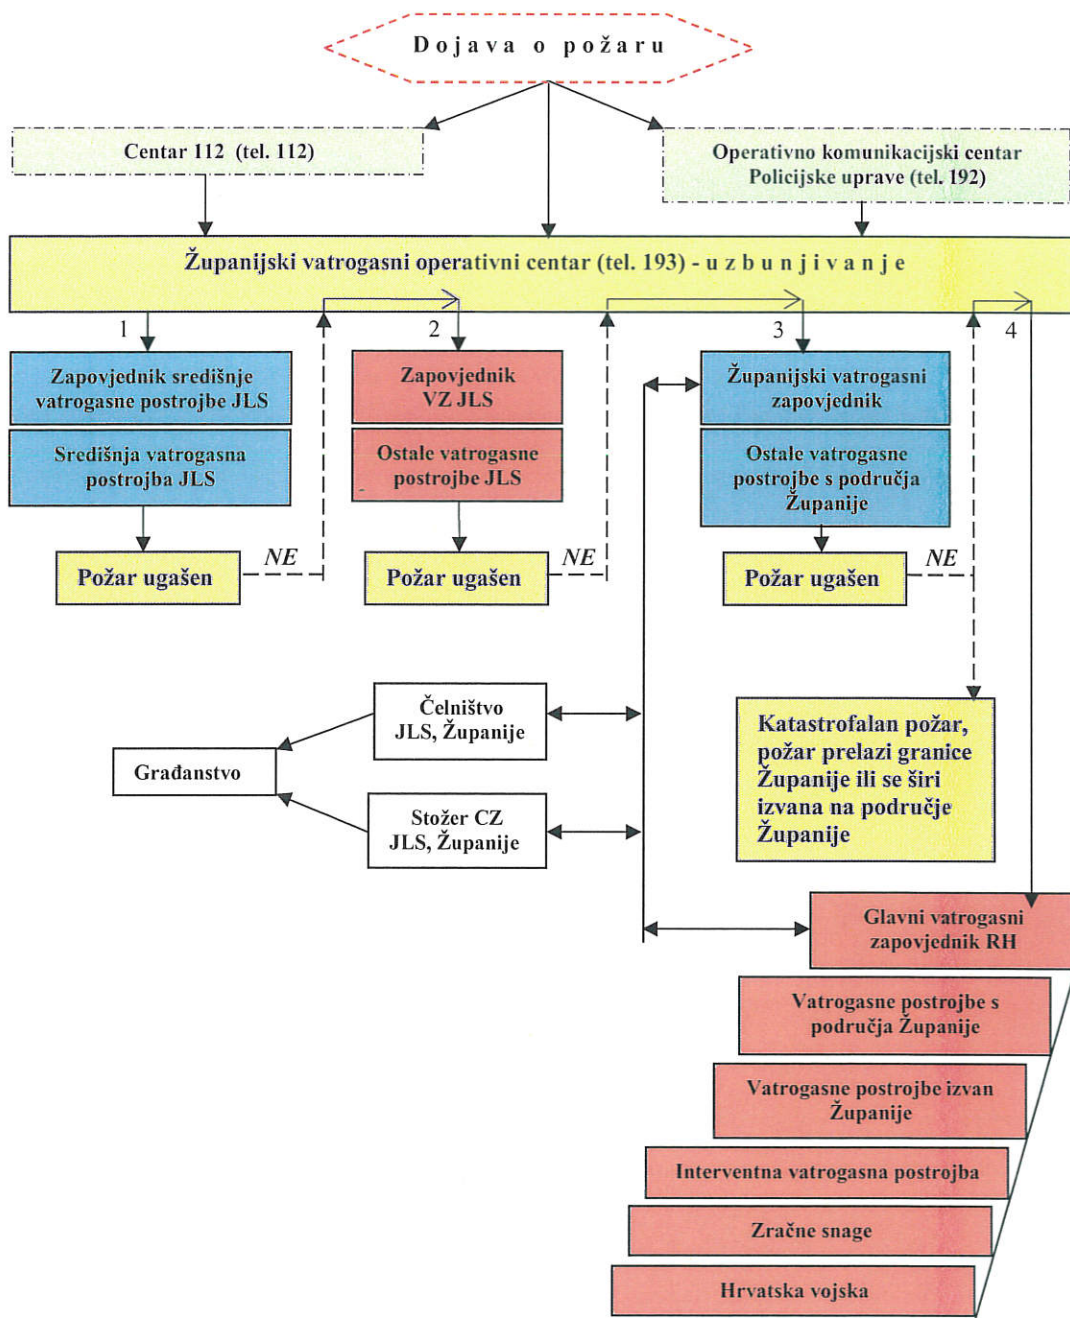 Dojava o požaru
Centar 112 (tel. 112)
Operativno komunikacijski centar
Policijske uprave (tel. 192)
Županijski vatrogasni operativni centar (tel. 193) - uzbunjivanje
1
2
3
4
Zapovjednik središnje
vatrogasne postrojbe JLS
Zapovjednik
VZ JLS
Županijski vatrogasni
zapovjednik
Središnja vatrogasna
postrojba JLS
Ostale vatrogasne
postrojbe JLS
Ostale vatrogasne
postrojbe s područja
Županije
Požar ugašen
NE
Požar ugašen
NE
Požar ugašen
NE
Čelništvo
JLS, Županije
Građanstvo
Stožer CZ
JLS, Županije
Katastrofalan požar,
požar prelazi granice
Županije ili se širi
izvana na područje
Županije
Glavni vatrogasni
zapovjednik RH
Vatrogasne postrojbe s
područja Županije
Vatrogasne postrojbe izvan
Županije
Interventna vatrogasna postrojba
Zračne snage
Hrvatska vojska